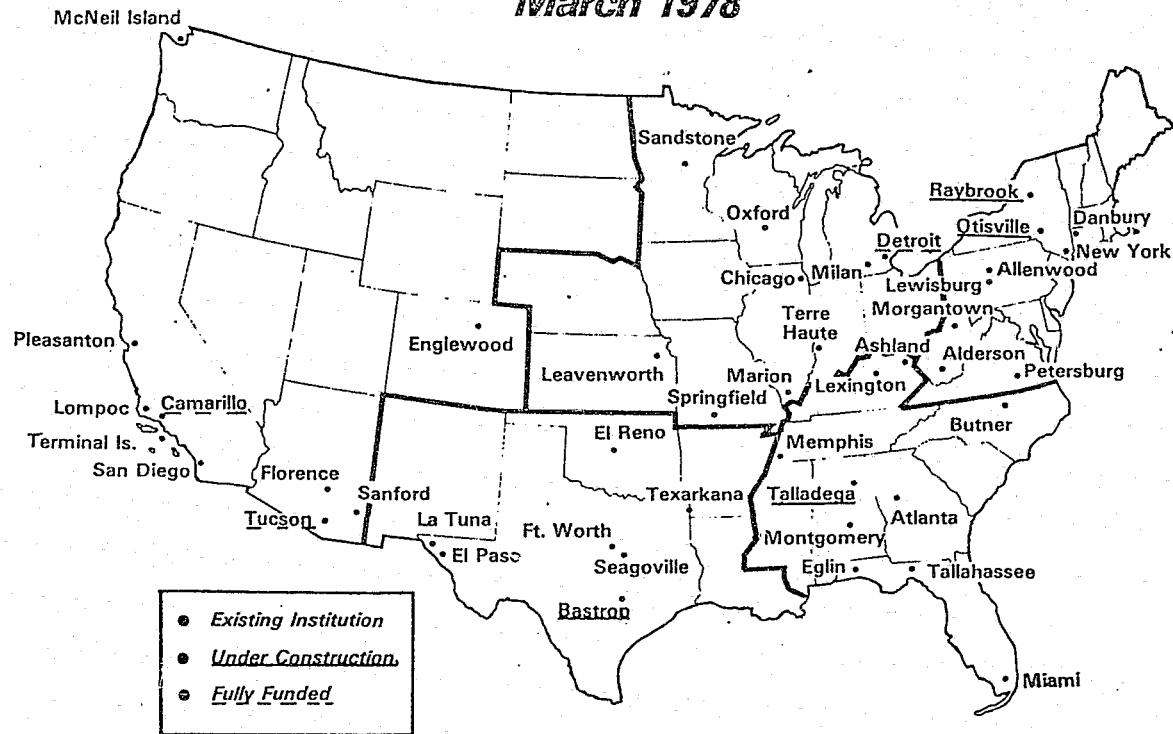 March 1978
McNeil Island
Sandstone
Raybrook
Oxford
Otisville
Danbury
Detroit
New York
Chicago
Milan
Allenwood
Lewisburg
Morgantown
Terre
Haute
Pleasanton
Englewood
Ashland
Alderson
Leavenworth
Marion
Lexington
Petersburg
Lompoc
Camarillo
Springfield
Butner
Terminal Is.
El Reno
Memphis
San Diego
Florence
Sanford
Texarkana
Talladega
Tucson
La Tuna
Ft. Worth
Atlanta
Montgomery
El Paso
Seagoville
Eglin
Tallahassee
Bastrop
Existing Institution
Under Construction
Fully Funded
Miami